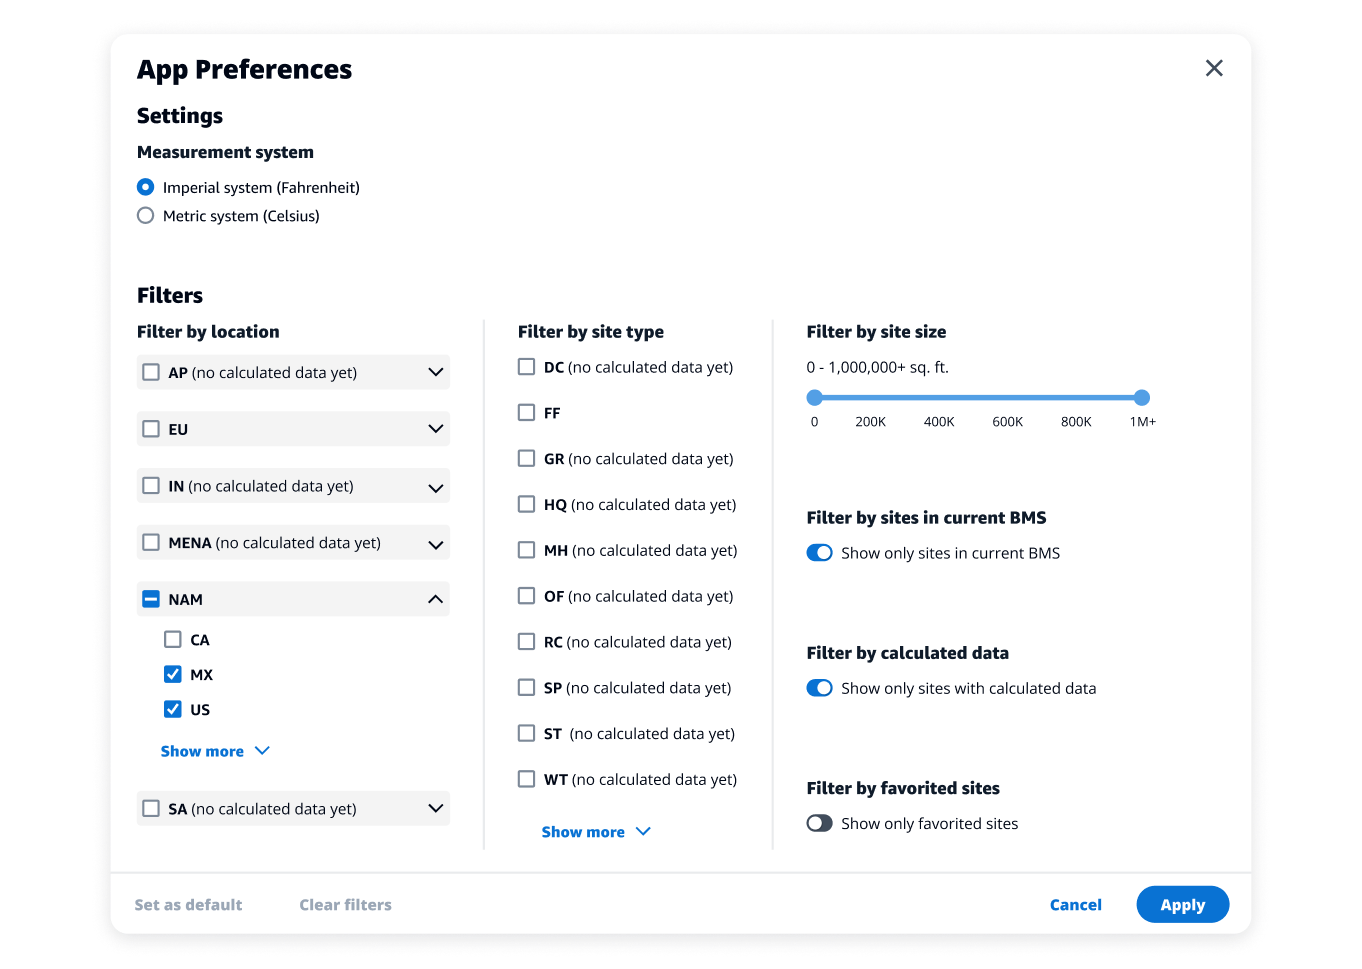 App Preferences
Settings
Measurement system
Imperial system (Fahrenheit)
Metric system (Celsius)
Filters
Filter by location
AP (no calculated data yet)
EU
IN (no calculated data yet)
MENA (no calculated data yet)
NAM
CA
MX
US
Show more
SA (no calculated data yet)
Filter by site type
DC (no calculated data yet)
FF
GR (no calculated data yet)
HQ (no calculated data yet)
MH (no calculated data yet)
OF (no calculated data yet)
RC (no calculated data yet)
SP (no calculated data yet)
ST (no calculated data yet)
WT (no calculated data yet)
Show more
Filter by site size
0 - 1,000,000+ sq. ft.
0 200K 400K 600K 800K 1M+
Filter by sites in current BMS
Show only sites in current BMS
Filter by calculated data
Show only sites with calculated data
Filter by favorited sites
Show only favorited sites
Set as default Clear filters Cancel Apply